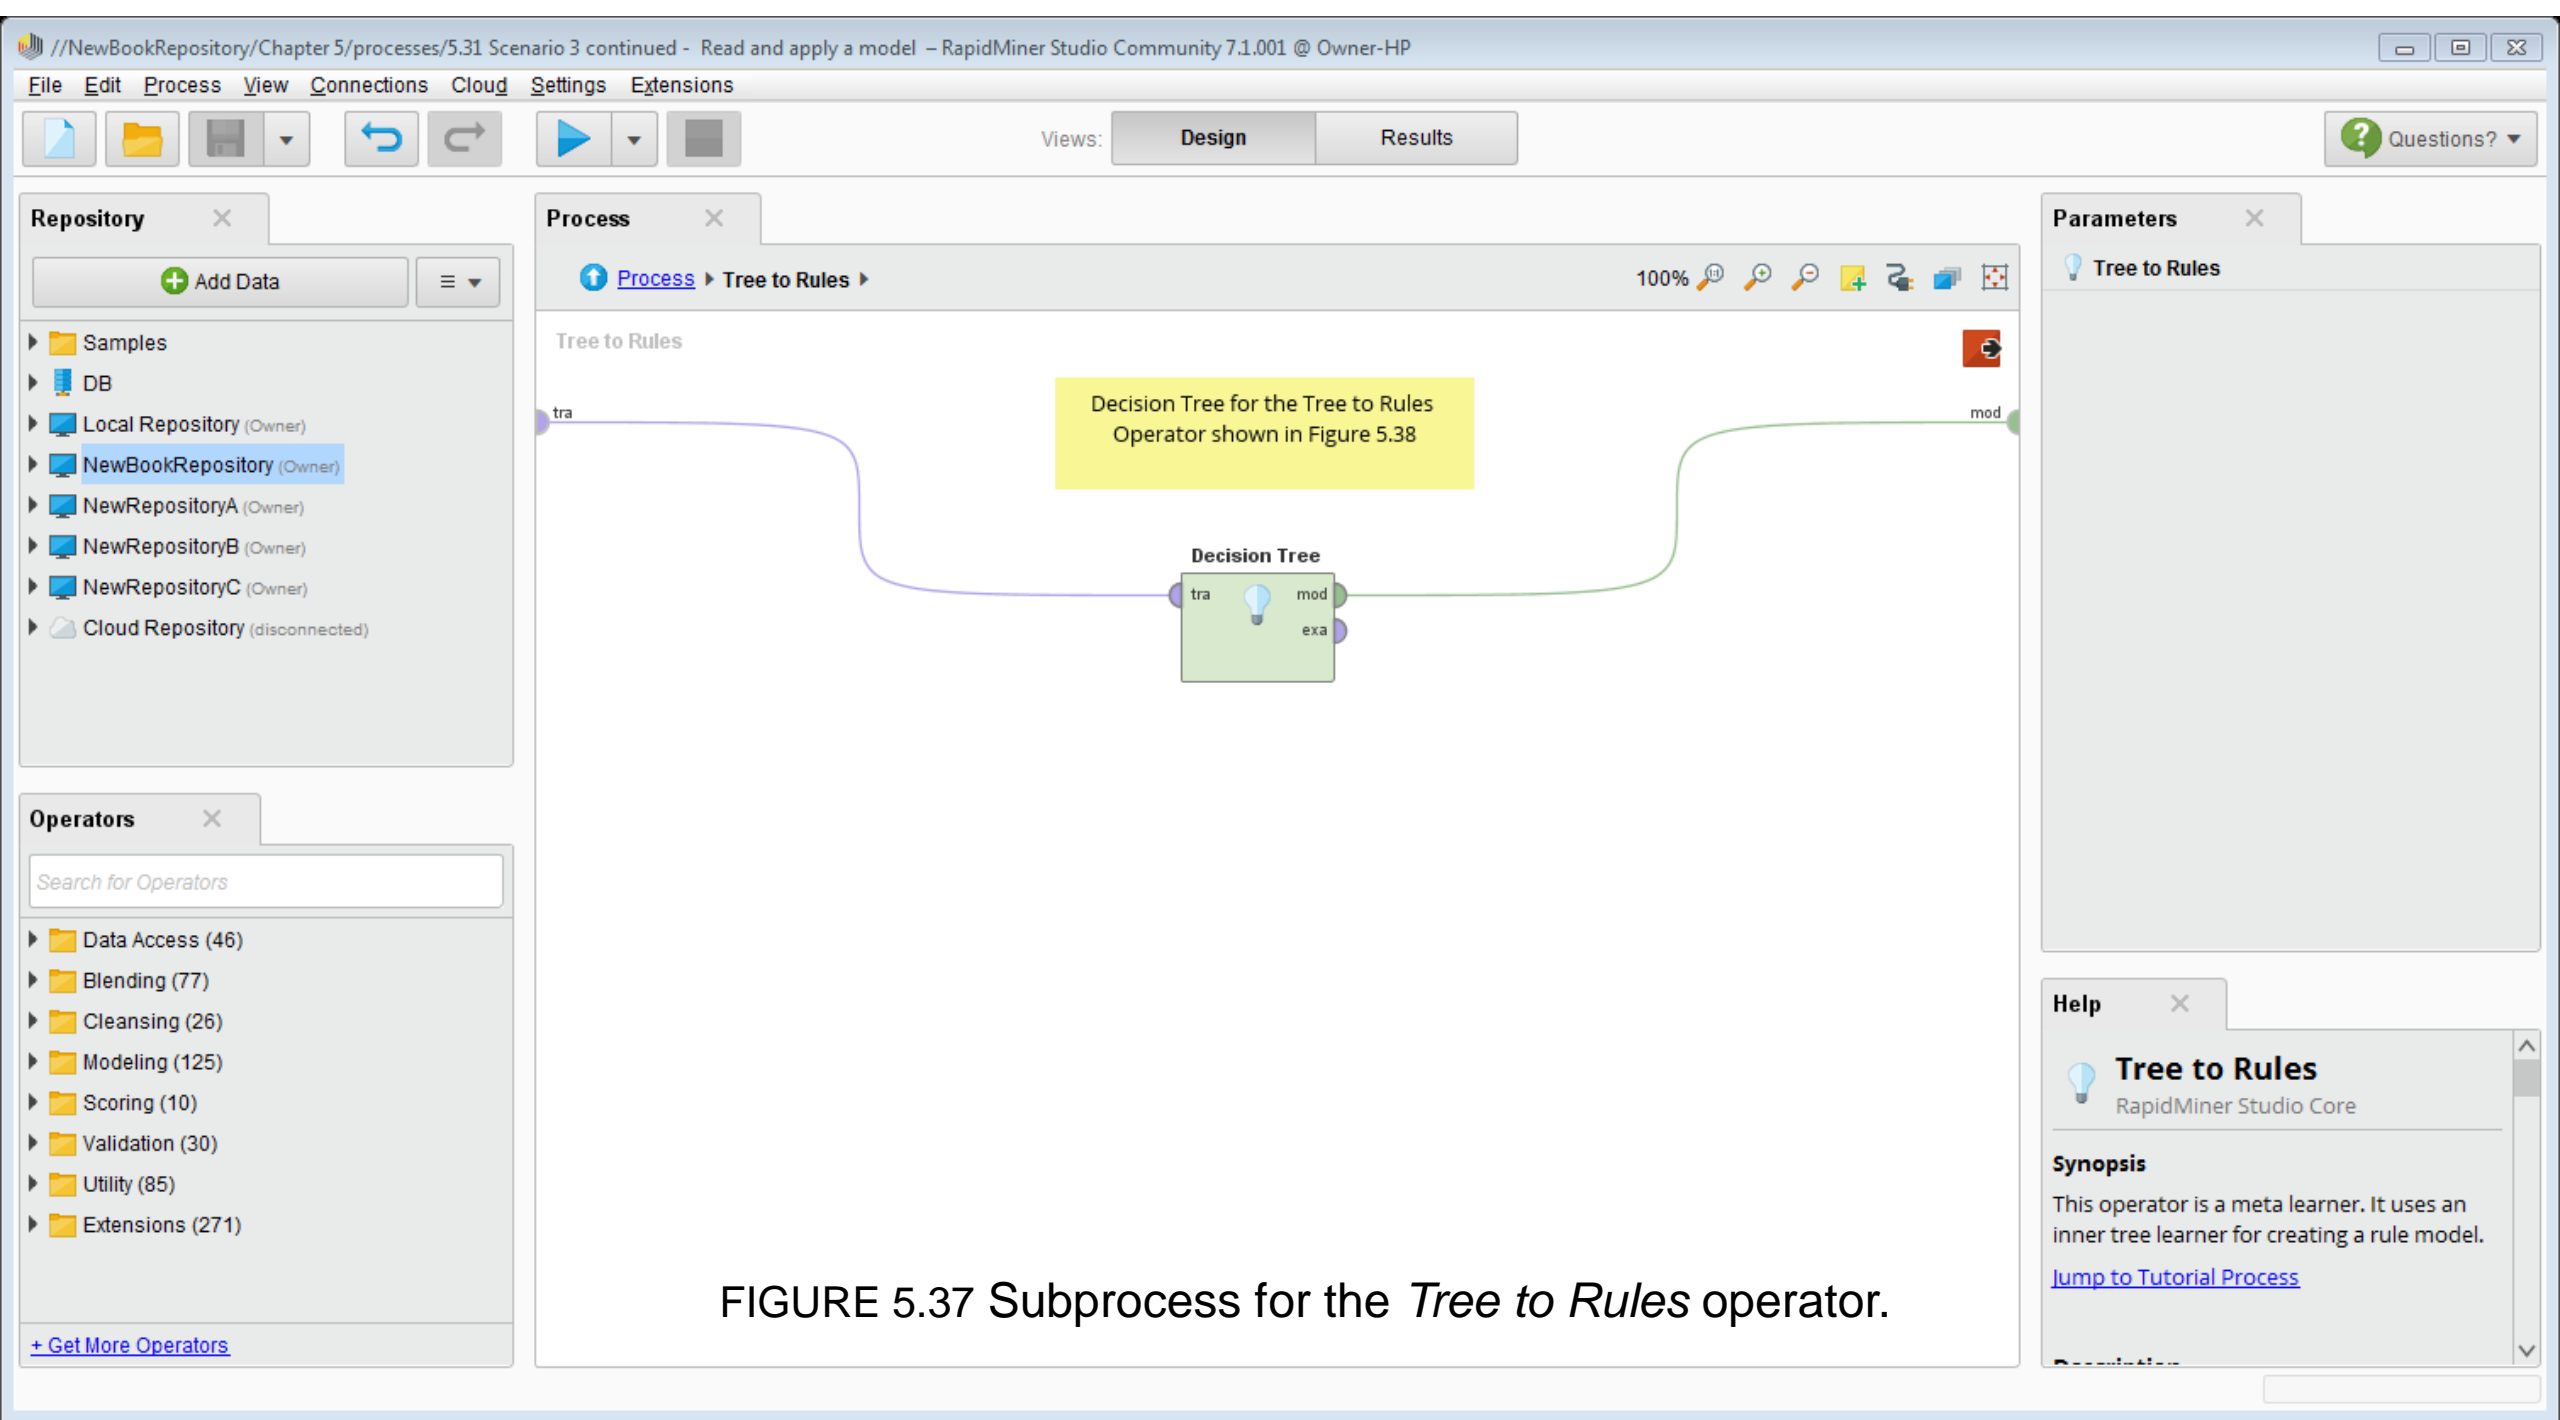 //NewBookRepository/Chapter 5/processes/5.31 Scenario 3 continued - Read and apply a model – RapidMiner Studio Community 7.1.001 @ Owner-HP
File Edit Process View Connections Cloud Settings Extensions
Views: Design Results
Questions?
Repository
Add Data
Samples
DB
Local Repository (Owner)
NewBookRepository (Owner)
NewRepositoryA (Owner)
NewRepositoryB (Owner)
NewRepositoryC (Owner)
Cloud Repository (disconnected)
Operators
Search for Operators
Data Access (46)
Blending (77)
Cleansing (26)
Modeling (125)
Scoring (10)
Validation (30)
Utility (85)
Extensions (271)
+ Get More Operators
Process
Process Tree to Rules
100%
Tree to Rules
tra
Decision Tree for the Tree to Rules
Operator shown in Figure 5.38
mod
Decision Tree
tra mod
exa
FIGURE 5.37 Subprocess for the Tree to Rules operator.
Parameters
Tree to Rules
Help
Tree to Rules
RapidMiner Studio Core
Synopsis
This operator is a meta learner. It uses an
inner tree learner for creating a rule model.
Jump to Tutorial Process